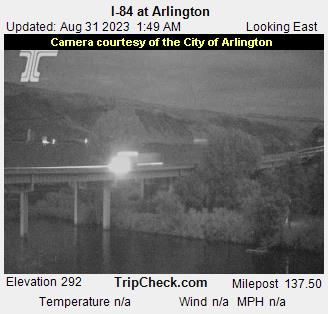 I-84 at Arlington
Updated: Aug 31 2023 1:49 AM Looking East
Camera courtesy of the City of Arlington
Elevation 292 TripCheck.com Milepost 137.50
Temperature n/a Wind n/a MPH n/a